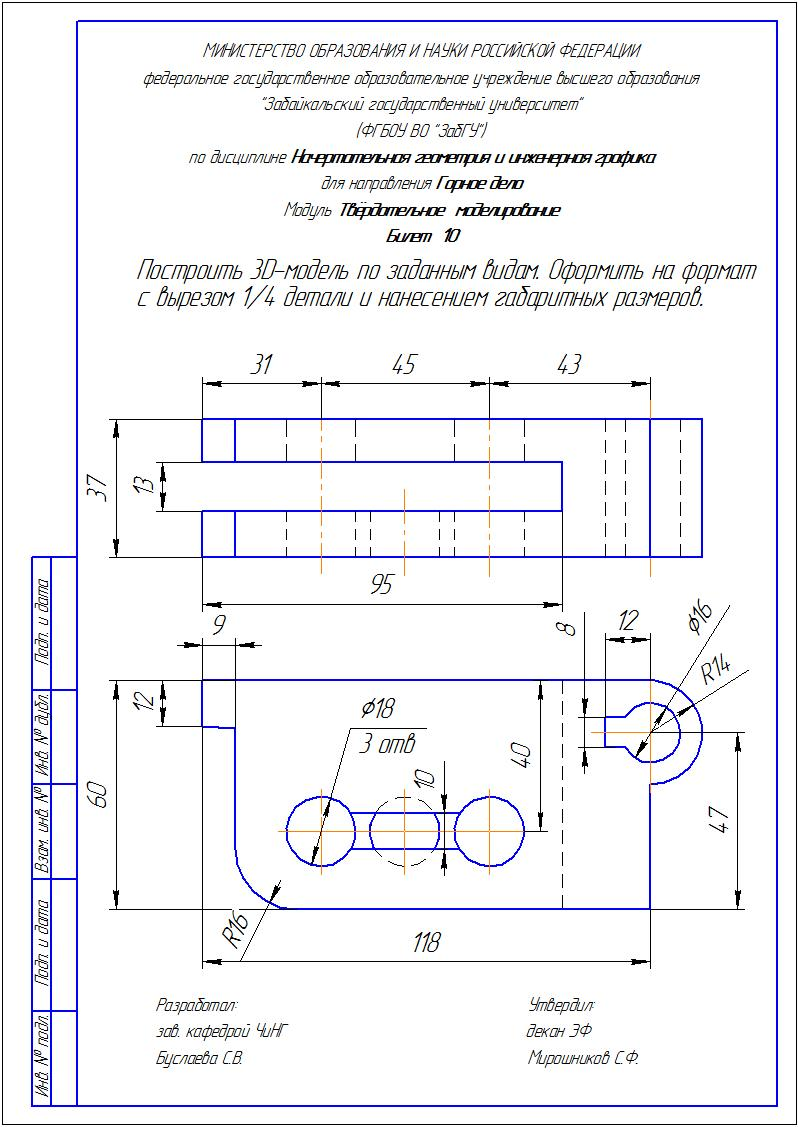 МИНИСТЕРСТВО ОБРАЗОВАНИЯ И НАУКИ РОССИЙСКОЙ ФЕДЕРАЦИИ
федеральное государственное образовательное учреждение высшего образования
"Забайкальский государственный университет"
(ФГБОУ ВО "ЗабГУ")
по дисциплине Начертательная геометрия и инженерная графика
для направления Горное дело
Модуль Твёрдотельное моделирование
Билет 10
Построить 3D-модель по заданным видам. Оформить на формат
с вырезом 1/4 детали и нанесением габаритных размеров.
31
45
43
37
13
95
9
12
60
ϕ18
3 отв
10
40
8
12
ϕ16
R14
47
R16
118
Подп. и дата
Инв. № дубл.
Взам. инв. №
Подп. и дата
Инв. № подл.
Разработал:
зав. кафедрой ЧиНГ
Буслаева С.В.
Утвердил:
декан ЭФ
Мирошников С.Ф.